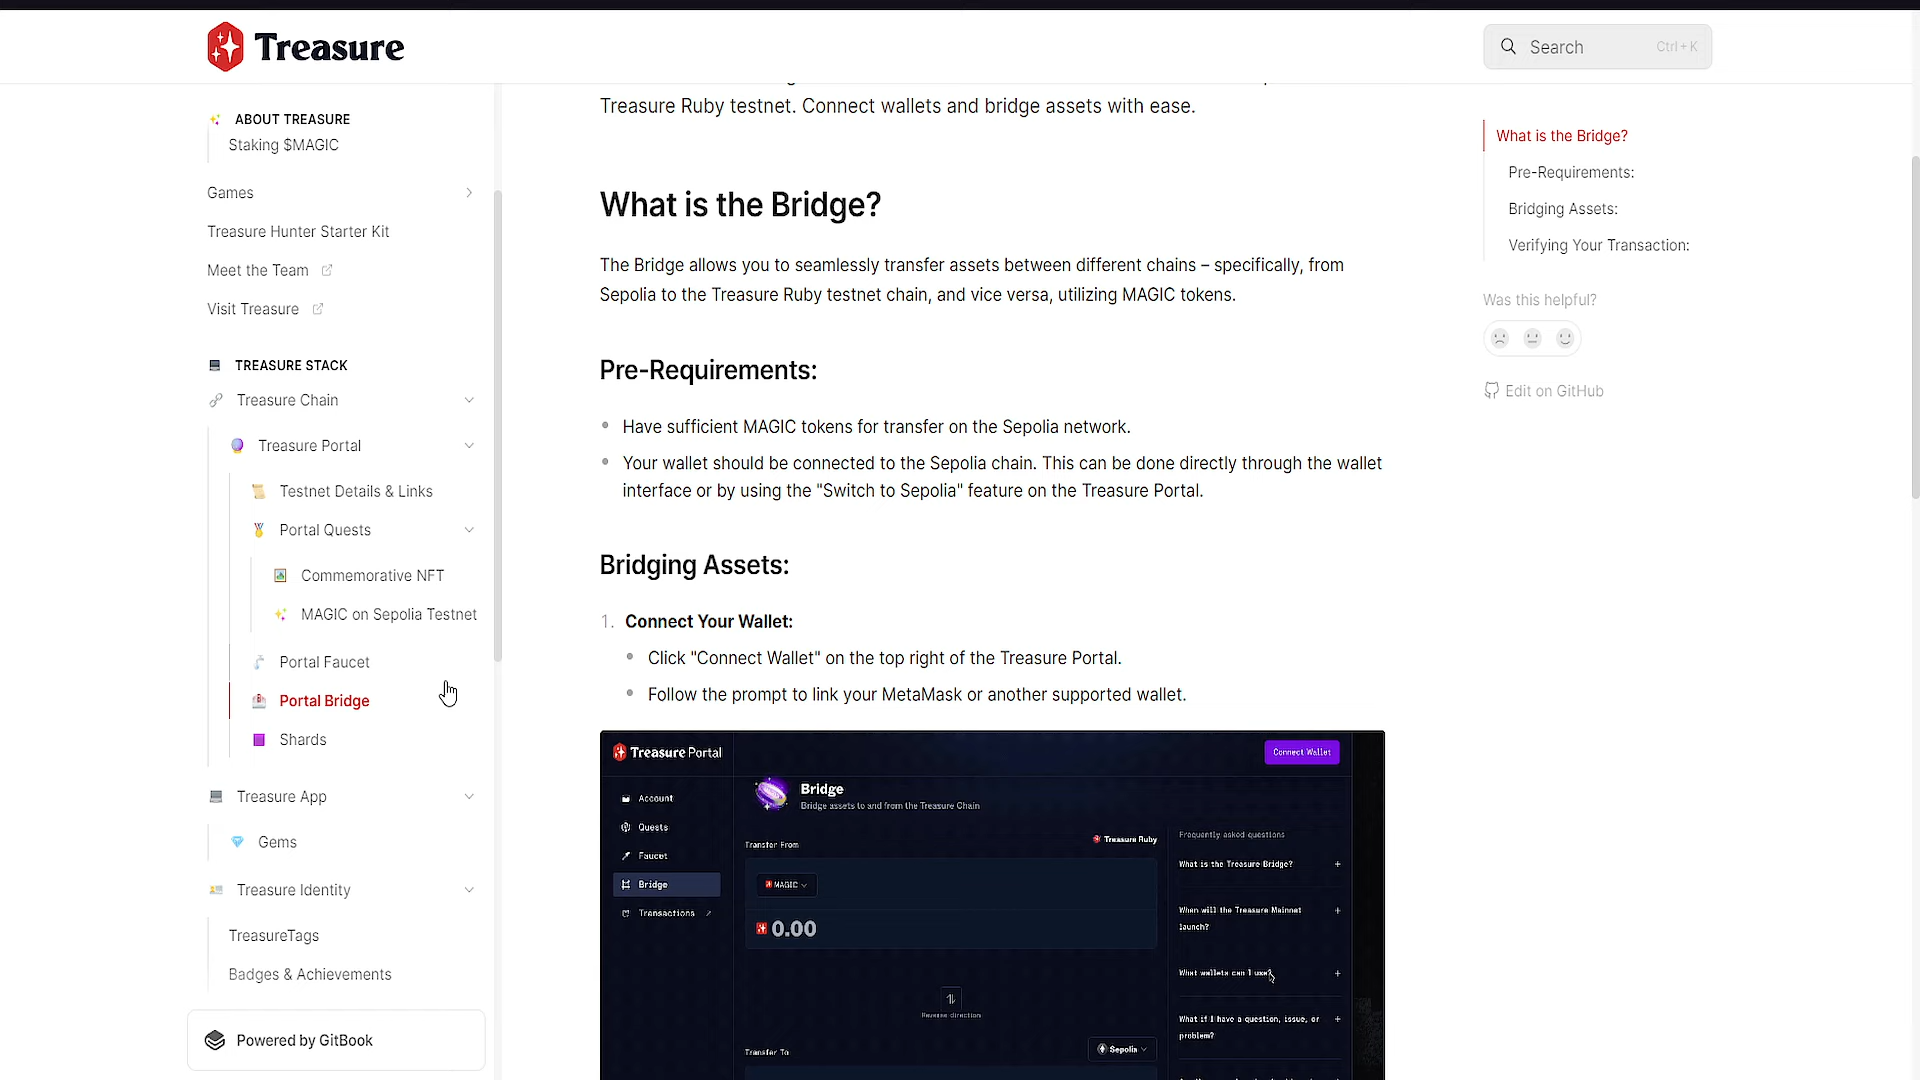 Treasure
Search
Ctrl + K
ABOUT TREASURE
Staking $MAGIC
Games
Treasure Hunter Starter Kit
Meet the Team
Visit Treasure
TREASURE STACK
Treasure Chain
Treasure Portal
Testnet Details & Links
Portal Quests
Commemorative NFT
MAGIC on Sepolia Testnet
Portal Faucet
Portal Bridge
Shards
Treasure App
Gems
Treasure Identity
TreasureTags
Badges & Achievements
Powered by GitBook
Treasure Ruby testnet. Connect wallets and bridge assets with ease.
What is the Bridge?
The Bridge allows you to seamlessly transfer assets between different chains – specifically, from
Sepolia to the Treasure Ruby testnet chain, and vice versa, utilizing MAGIC tokens.
Pre-Requirements:
Have sufficient MAGIC tokens for transfer on the Sepolia network.
Your wallet should be connected to the Sepolia chain. This can be done directly through the wallet
interface or by using the "Switch to Sepolia" feature on the Treasure Portal.
Bridging Assets:
1. Connect Your Wallet:
Click "Connect Wallet" on the top right of the Treasure Portal.
Follow the prompt to link your MetaMask or another supported wallet.
Treasure Portal
Connect Wallet
Account
Quests
Faucet
Bridge
Transactions
Bridge
Bridge assets to and from the Treasure Chain
Transfer From
Treasure Ruby
MAGIC
0.00
Reverse direction
Transfer To
Sepolia
Frequently asked questions
What is the Treasure Bridge?
+
When will the Treasure Mainnet
launch?
+
What wallets can I use?
+
What if I have a question, issue, or
problem?
+
What is the Bridge?
Pre-Requirements:
Bridging Assets:
Verifying Your Transaction:
Was this helpful?
Edit on GitHub